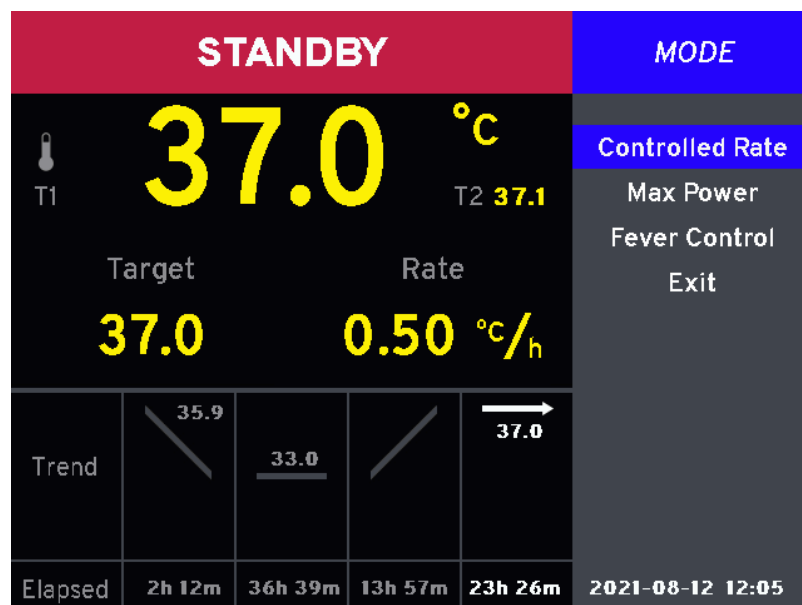 STANDBY
MODE
37.0 °C
T1
T2 37.1
Target
Rate
37.0
0.50 °C/h
Controlled Rate
Max Power
Fever Control
Exit
Trend
35.9
33.0
37.0
Elapsed
2h 12m
36h 39m
13h 57m
23h 26m
2021-08-12 12:05